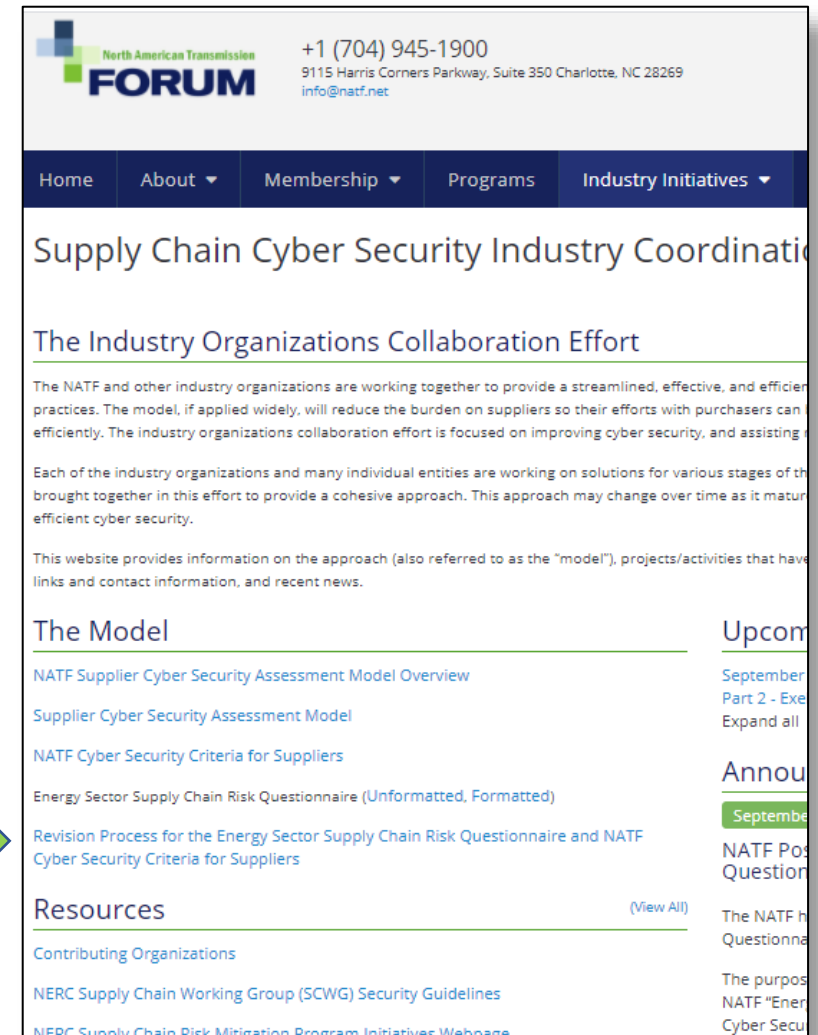 North American Transmission
FORUM
+1 (704) 945-1900
9115 Harris Corners Parkway, Suite 350 Charlotte, NC 28269
info@natf.net
Home About Membership Programs Industry Initiatives
Supply Chain Cyber Security Industry Coordinatio
The Industry Organizations Collaboration Effort
The NATF and other industry organizations are working together to provide a streamlined, effective, and efficien
practices. The model, if applied widely, will reduce the burden on suppliers so their efforts with purchasers can
efficiently. The industry organizations collaboration effort is focused on improving cyber security, and assisting
Each of the industry organizations and many individual entities are working on solutions for various stages of th
brought together in this effort to provide a cohesive approach. This approach may change over time as it matur
efficient cyber security.
This website provides information on the approach (also referred to as the “model”), projects/activities that have
links and contact information, and recent news.
The Model
NATF Supplier Cyber Security Assessment Model Overview
Supplier Cyber Security Assessment Model
NATF Cyber Security Criteria for Suppliers
Energy Sector Supply Chain Risk Questionnaire (Unformatted, Formatted)
Revision Process for the Energy Sector Supply Chain Risk Questionnaire and NATF
Cyber Security Criteria for Suppliers
Resources (View All)
Contributing Organizations
NERC Supply Chain Working Group (SCWG) Security Guidelines
NERC Supply Chain Risk Mitigation Program Initiatives Webpage
Upcom
September
Part 2 - Exe
Expand all
Annou
Septembe
NATF Pos
Question
The NATF h
Questionna
The purpos
NATF “Ener
Cyber Secu